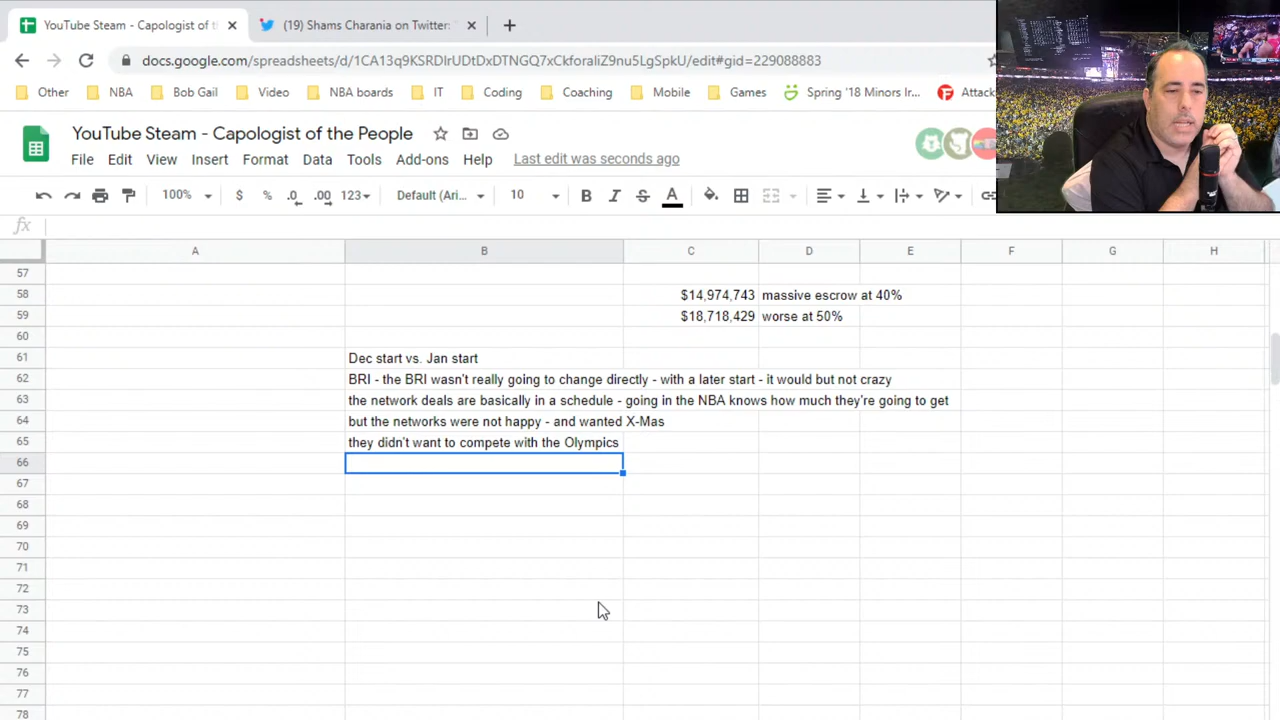 YouTube Steam - Capologist of t
(19) Shams Charania on Twitter:
docs.google.com/spreadsheets/d/1CA13q9KSRDIrUDtDxDTNGQ7xCkforaliZ9nu5LgSpkU/edit#gid=229088883
Other NBA Bob Gail Video NBA boards IT Coding Coaching Mobile Games Spring '18 Minors Ir... Attack
YouTube Steam - Capologist of the People
File Edit View Insert Format Data Tools Add-ons Help Last edit was seconds ago
100% $ % .0 .00 123 Default (Ari... 10 B I S A
fx
A B C D E F G H
57
58 $14,974,743 massive escrow at 40%
59 $18,718,429 worse at 50%
60
61 Dec start vs. Jan start
62 BRI - the BRI wasn't really going to change directly - with a later start - it would but not crazy
63 the network deals are basically in a schedule - going in the NBA knows how much they're going to get
64 but the networks were not happy - and wanted X-Mas
65 they didn't want to compete with the Olympics
66
67
68
69
70
71
72
73
74
75
76
77
78